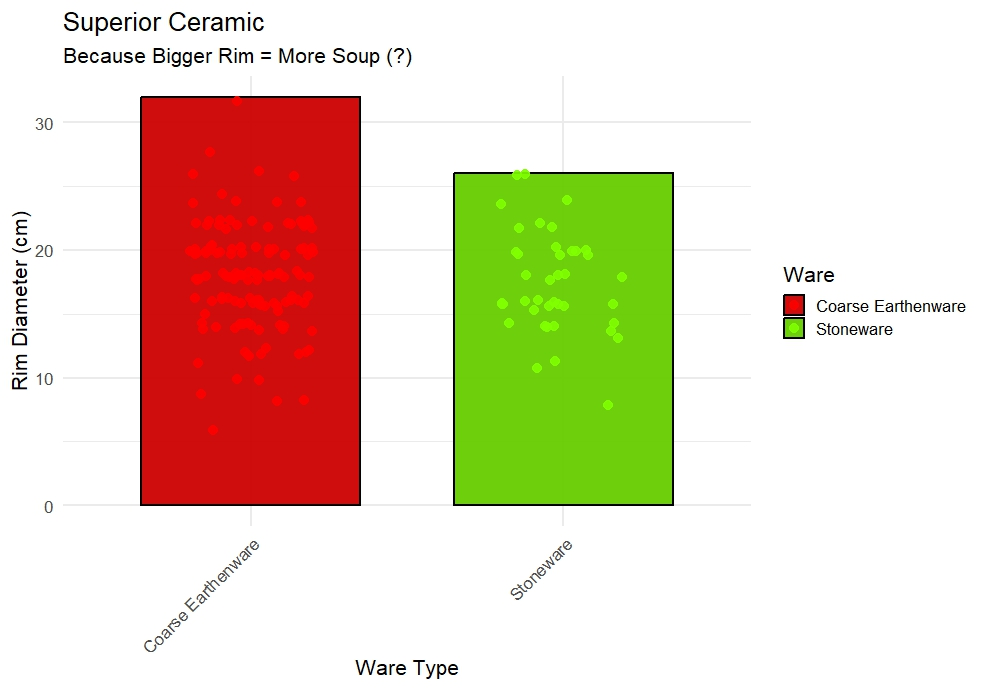 Superior Ceramic
Because Bigger Rim = More Soup (?)
Rim Diameter (cm)
30
20
10
0
Coarse Earthenware
Stoneware
Ware Type
Ware
Coarse Earthenware
Stoneware